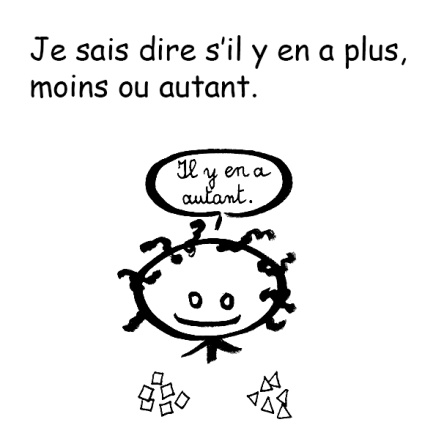 Je sais dire s'il y en a plus,
moins ou autant.
Il y en a
autant.